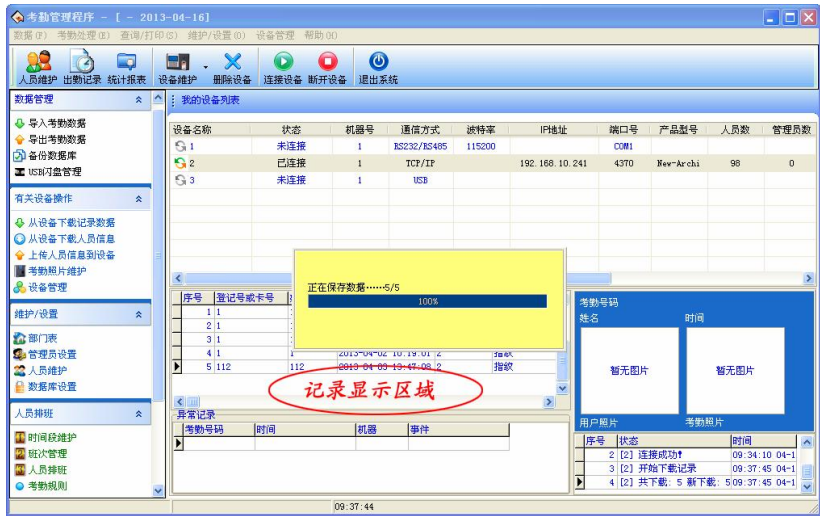 考勤管理程序 - [ - 2013-04-16]
数据(F) 考勤处理(E) 查询/打印(S) 维护/设置(O) 设备管理 帮助(H)
人员维护 出勤记录 统计报表 设备维护 删除设备 连接设备 断开设备 退出系统
数据管理
导入考勤数据
导出考勤数据
备份数据库
USB闪盘管理
有关设备操作
从设备下载记录数据
从设备下载人员信息
上传人员信息到设备
考勤照片维护
设备管理
维护/设置
部门表
管理员设置
人员维护
数据库设置
人员排班
时间段维护
班次管理
人员排班
考勤规则
我的设备列表
设备名称 状态 机器号 通信方式 波特率 IP地址 端口号 产品型号 人员数 管理员数
1 未连接 1 RS232/RS485 115200 COM1
2 已连接 1 TCP/IP 192.168.10.241 4370 New-Archi 98 0
3 未连接 1 USB
正在保存数据……5/5
100%
序号 登记号或卡号
1 1
2 1
3 1
4 1 1 2013-04-02 10:19:01 2 指纹
5 112 112 2013-04-03 13:47:08 2 指纹
记录显示区域
异常记录
考勤号码 时间 机器 事件
考勤号码
姓名 时间
暂无图片 暂无图片
用户照片 考勤照片
序号 状态 时间
2 [2] 连接成功! 09:34:10 04-1
3 [2] 开始下载记录 09:37:45 04-1
4 [2] 共下载: 5 新下载: 5 09:37:45 04-1
09:37:44